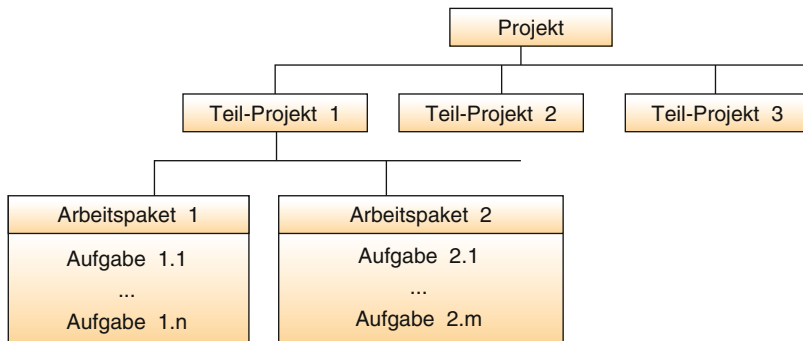 Projekt
Teil-Projekt 1
Teil-Projekt 2
Teil-Projekt 3
Arbeitspaket 1
Aufgabe 1.1
...
Aufgabe 1.n
Arbeitspaket 2
Aufgabe 2.1
...
Aufgabe 2.m